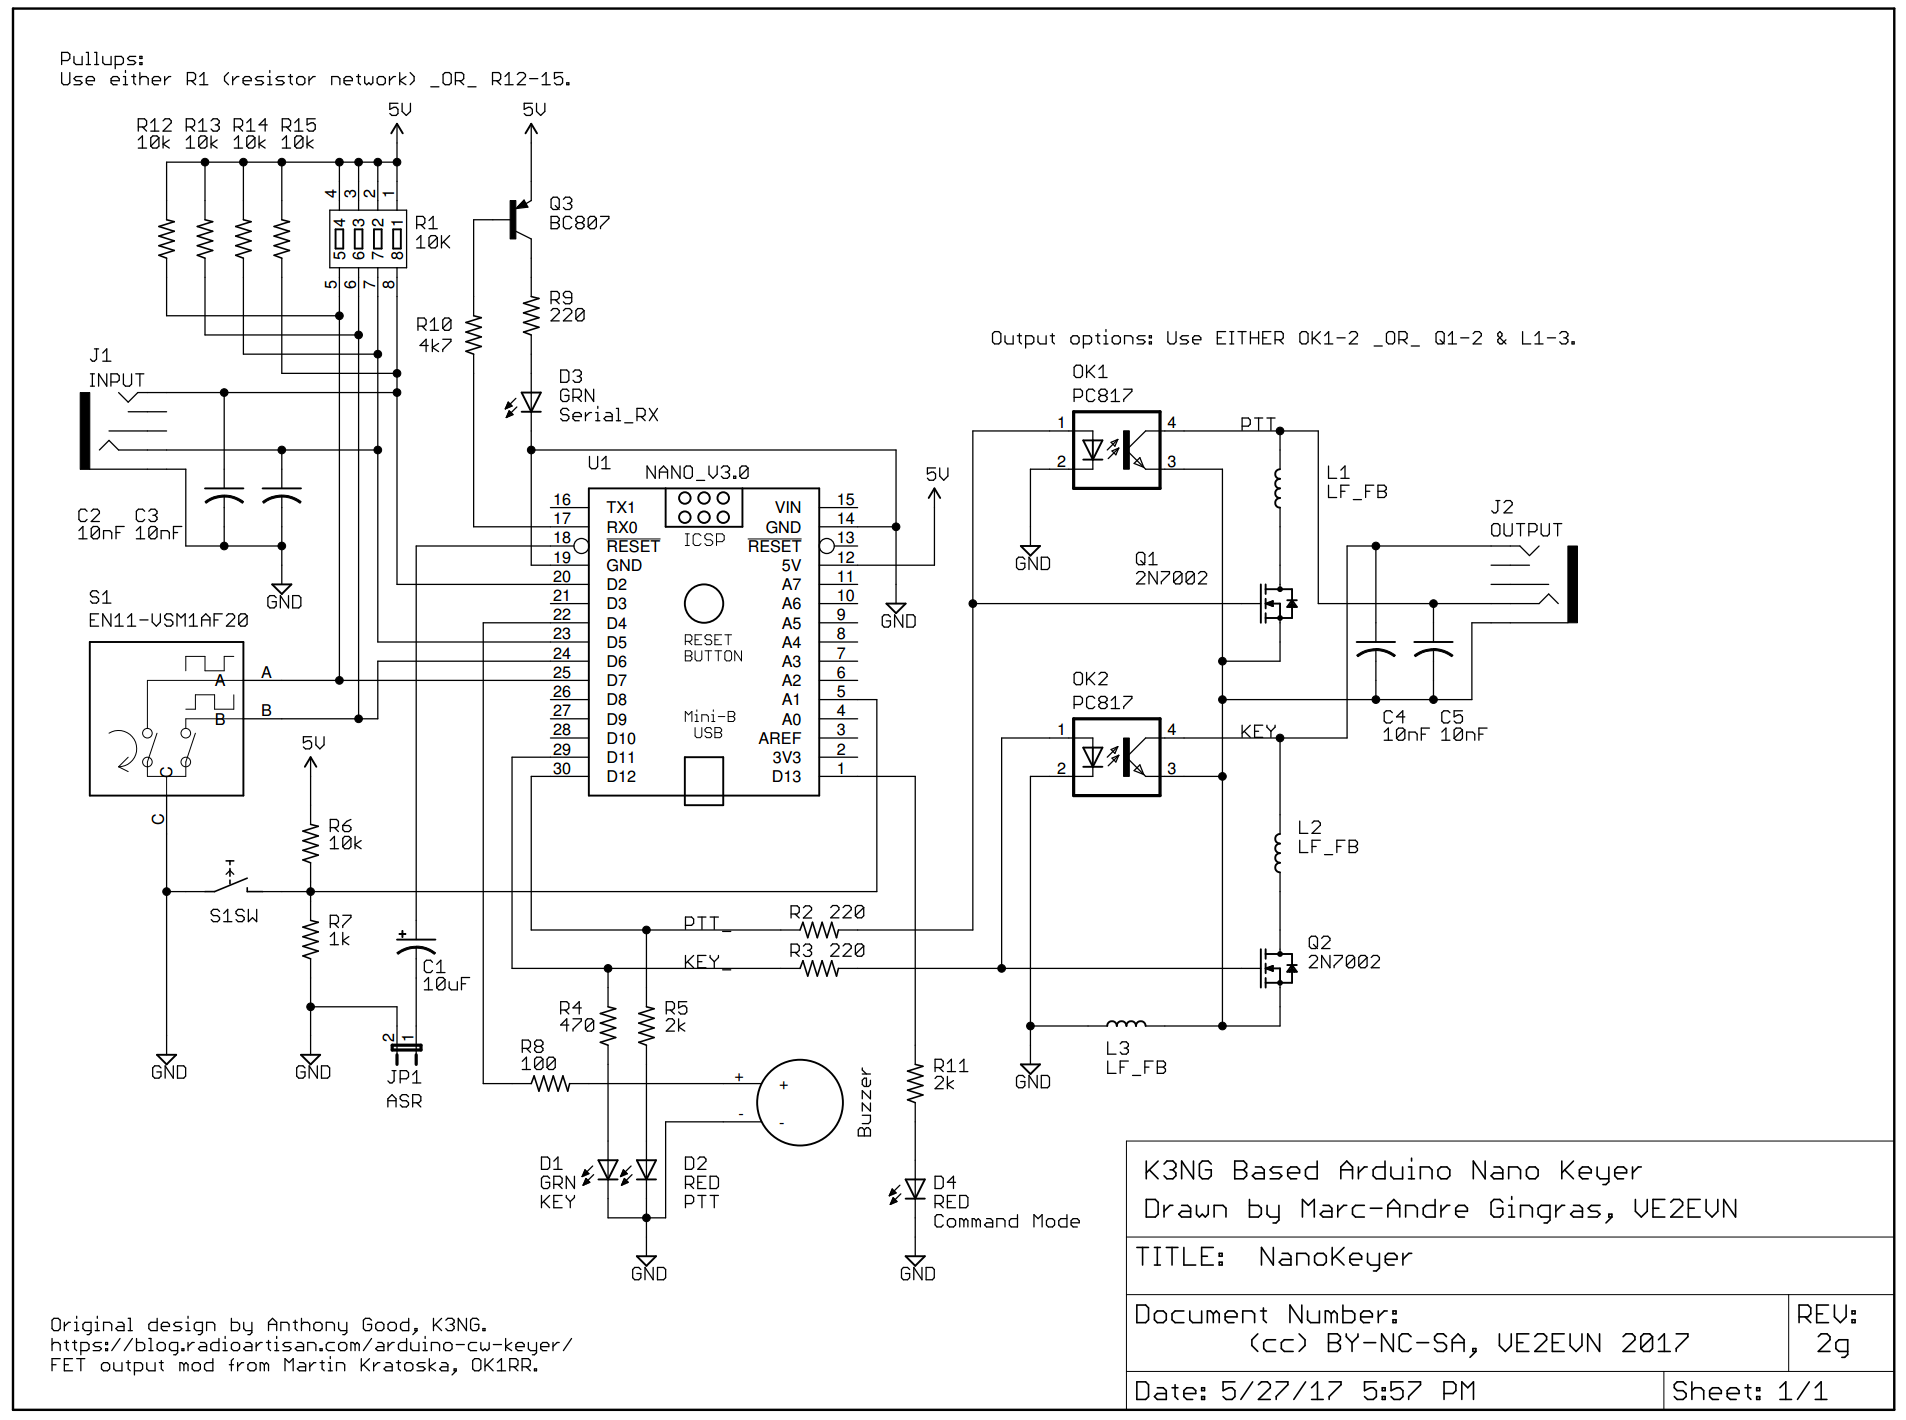 Pullups:
Use either R1 (resistor network) _OR_ R12-15.
5V
5V
R12 R13 R14 R15
10k 10k 10k 10k
4 3 2 1
4 3 2 1
5 6 7 8
R1
10K
5 6 7 8
Q3
BC807
R9
220
R10
4k7
J1
INPUT
D3
GRN
Serial_RX
C2 C3
10nF 10nF
GND
S1
EN11-VSM1AF20
A
A
B
B
C
C
5V
R6
10k
S1SW
R7
1k
C1
10uF
+
GND
GND
2 1
JP1
ASR
U1
NANO_V3.0
ICSP
RESET
BUTTON
Mini-B
USB
16 TX1
17 RX0
18 RESET
19 GND
20 D2
21 D3
22 D4
23 D5
24 D6
25 D7
26 D8
27 D9
28 D10
29 D11
30 D12
VIN 15
GND 14
RESET 13
5V 12
A7 11
A6 10
A5 9
A4 8
A3 7
A2 6
A1 5
A0 4
AREF 3
3V3 2
D13 1
5V
GND
PTT_
R2 220
KEY_
R3 220
R4
470
R5
2k
R8
100
+ +
- -
Buzzer
D1
GRN
KEY
D2
RED
PTT
GND
R11
2k
D4
RED
Command Mode
GND
Output options: Use EITHER OK1-2 _OR_ Q1-2 & L1-3.
OK1
PC817
1
2
4
3
PTT
GND
L1
LF_FB
Q1
2N7002
J2
OUTPUT
OK2
PC817
1
2
4
3
KEY
C4 C5
10nF 10nF
L2
LF_FB
Q2
2N7002
L3
LF_FB
GND
K3NG Based Arduino Nano Keyer
Drawn by Marc-Andre Gingras, VE2EVN
TITLE: NanoKeyer
Document Number:
(cc) BY-NC-SA, VE2EVN 2017
REV:
2g
Date: 5/27/17 5:57 PM
Sheet: 1/1
Original design by Anthony Good, K3NG.
https://blog.radioartisan.com/arduino-cw-keyer/
FET output mod from Martin Kratoska, OK1RR.